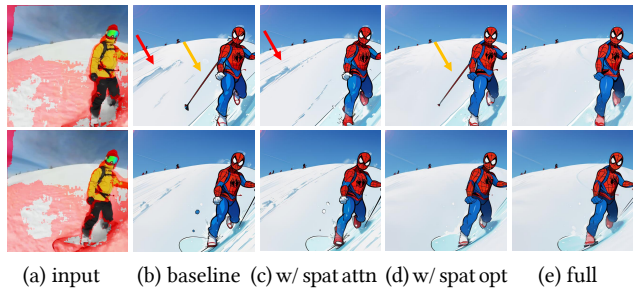 (a) input (b) baseline (c) w/ spat attn (d) w/ spat opt (e) full